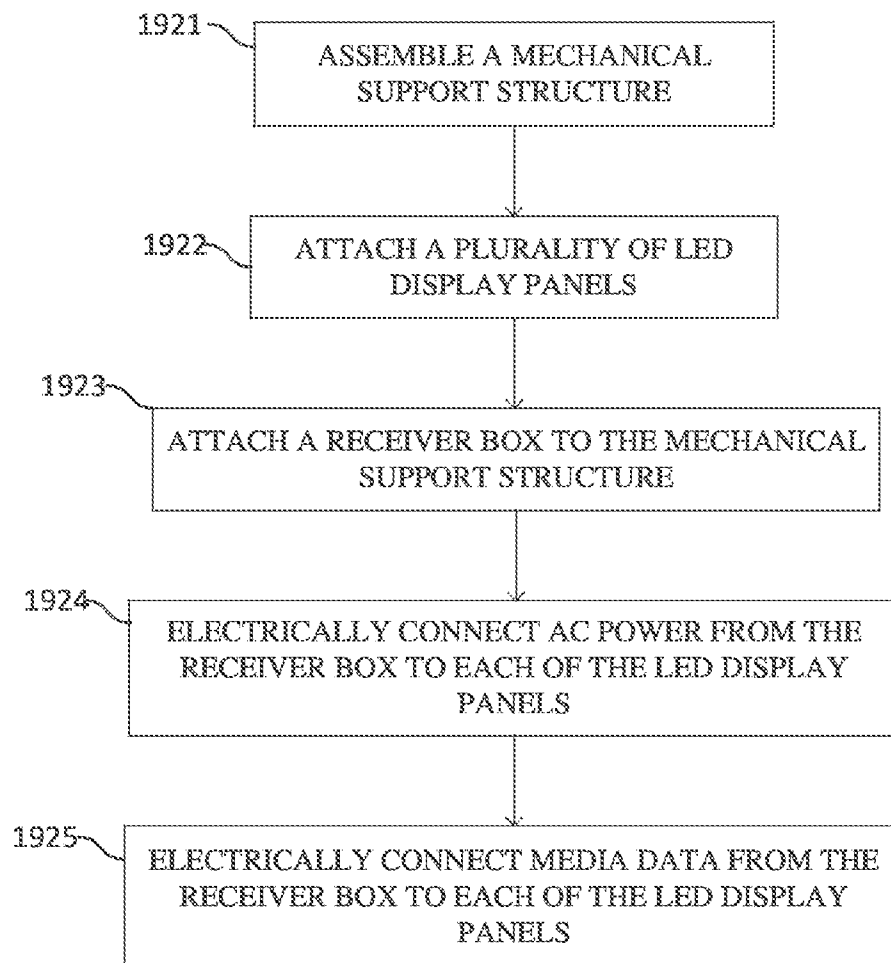 1921
ASSEMBLE A MECHANICAL
SUPPORT STRUCTURE
1922
ATTACH A PLURALITY OF LED
DISPLAY PANELS
1923
ATTACH A RECEIVER BOX TO THE MECHANICAL
SUPPORT STRUCTURE
1924
ELECTRICALLY CONNECT AC POWER FROM THE
RECEIVER BOX TO EACH OF THE LED DISPLAY
PANELS
1925
ELECTRICALLY CONNECT MEDIA DATA FROM THE
RECEIVER BOX TO EACH OF THE LED DISPLAY
PANELS